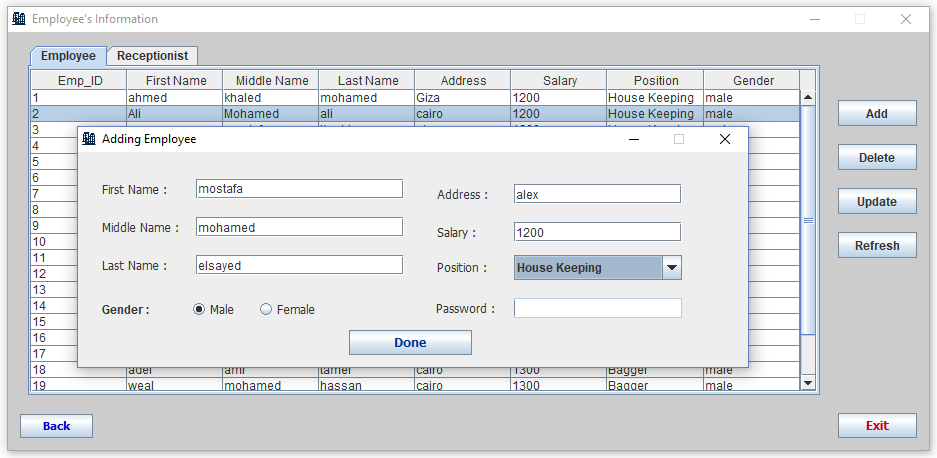 Employee's Information
Employee Receptionist
Emp_ID First Name Middle Name Last Name Address Salary Position Gender
1 ahmed khaled mohamed Giza 1200 House Keeping male
2 Ali Mohamed ali cairo 1200 House Keeping male
3
4
5
6
7
8
9
10
11
12
13
14
15
16
17
18 adel amr tamer cairo 1300 Bagger male
19 weal mohamed hassan cairo 1300 Bagger male
Adding Employee
First Name : mostafa
Middle Name : mohamed
Last Name : elsayed
Gender : Male Female
Address : alex
Salary : 1200
Position : House Keeping
Password :
Done
Add
Delete
Update
Refresh
Back
Exit